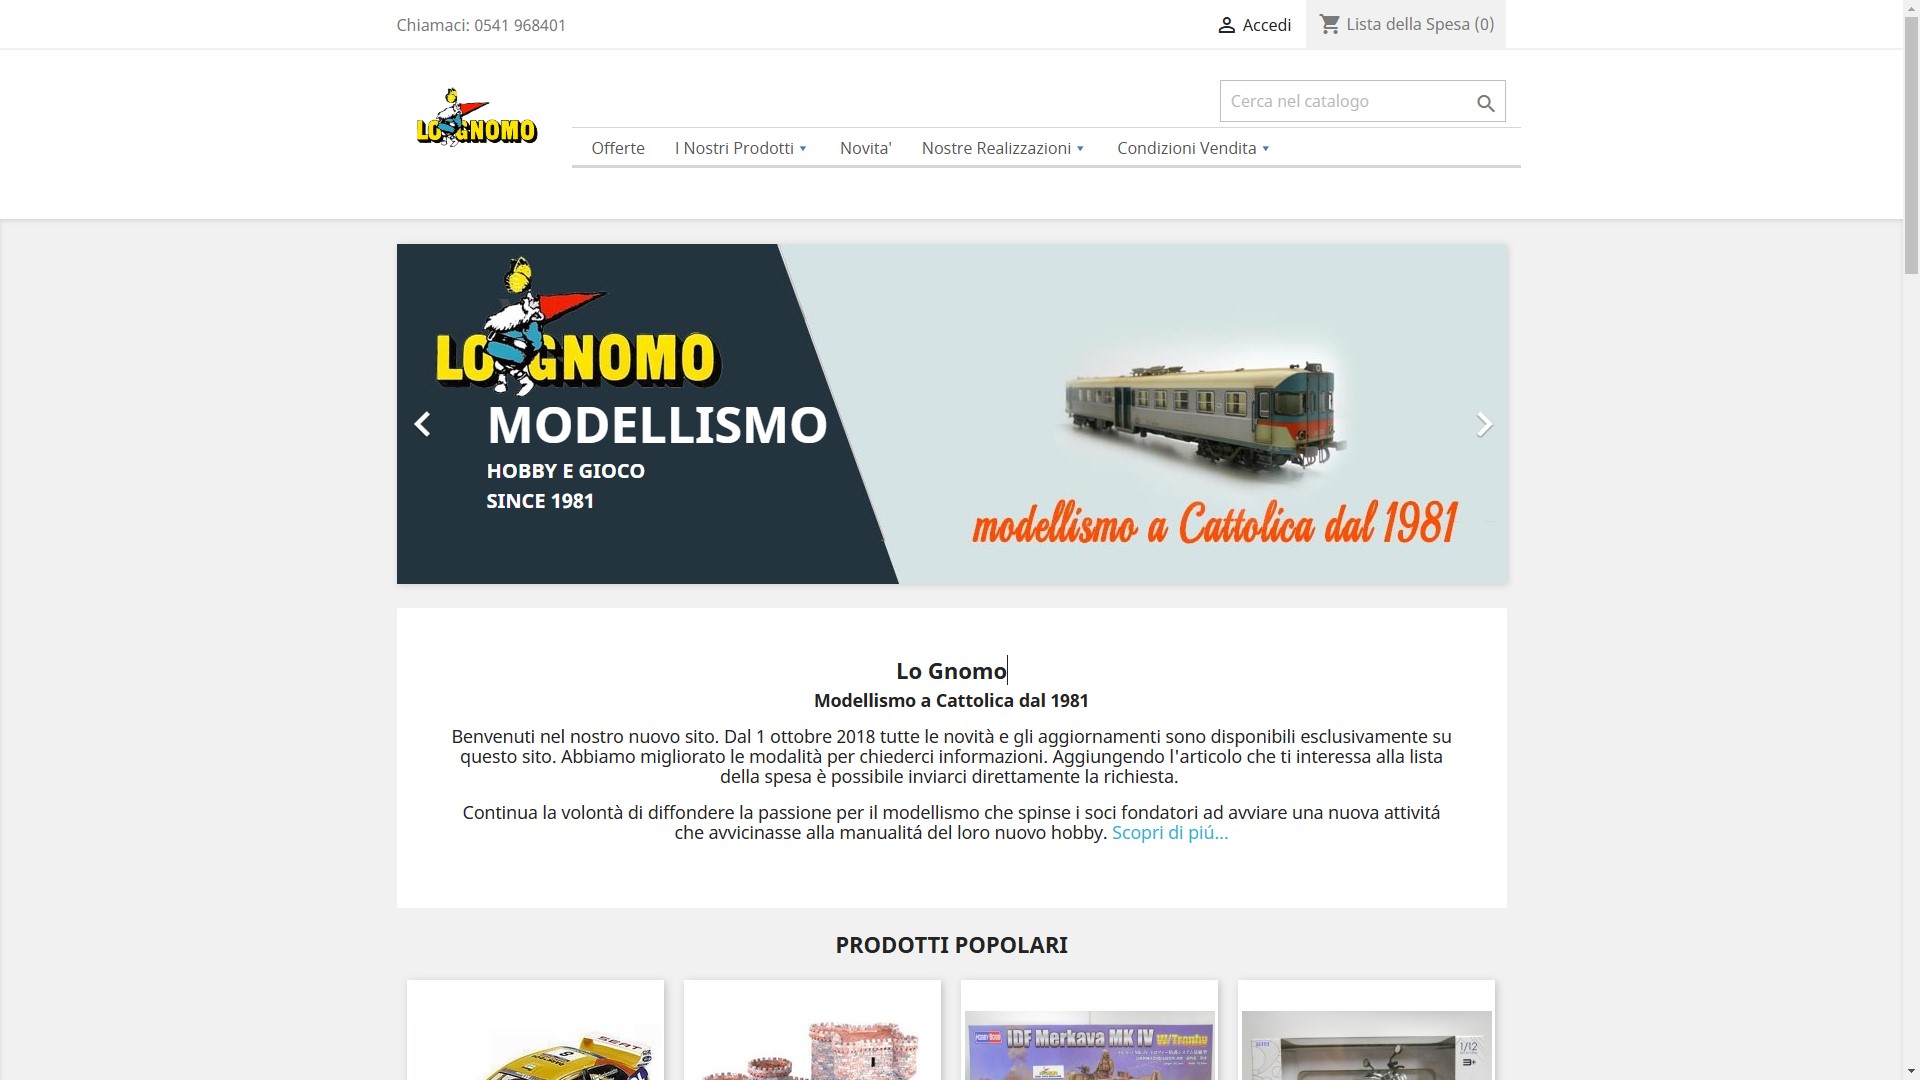 Chiamaci: 0541 968401
Accedi
Lista della Spesa (0)
LO GNOMO
Cerca nel catalogo
Offerte
I Nostri Prodotti
Novita'
Nostre Realizzazioni
Condizioni Vendita
LO GNOMO
MODELLISMO
HOBBY E GIOCO
SINCE 1981
modellismo a Cattolica dal 1981
Lo Gnomo
Modellismo a Cattolica dal 1981
Benvenuti nel nostro nuovo sito. Dal 1 ottobre 2018 tutte le novità e gli aggiornamenti sono disponibili esclusivamente su
questo sito. Abbiamo migliorato le modalità per chiederci informazioni. Aggiungendo l'articolo che ti interessa alla lista
della spesa è possibile inviarci direttamente la richiesta.
Continua la volontà di diffondere la passione per il modellismo che spinse i soci fondatori ad avviare una nuova attivitá
che avvicinasse alla manualitá del loro nuovo hobby. Scopri di piú...
PRODOTTI POPOLARI
SEAT
IDF Merkava MK IV W/Trophy
1/12
3+